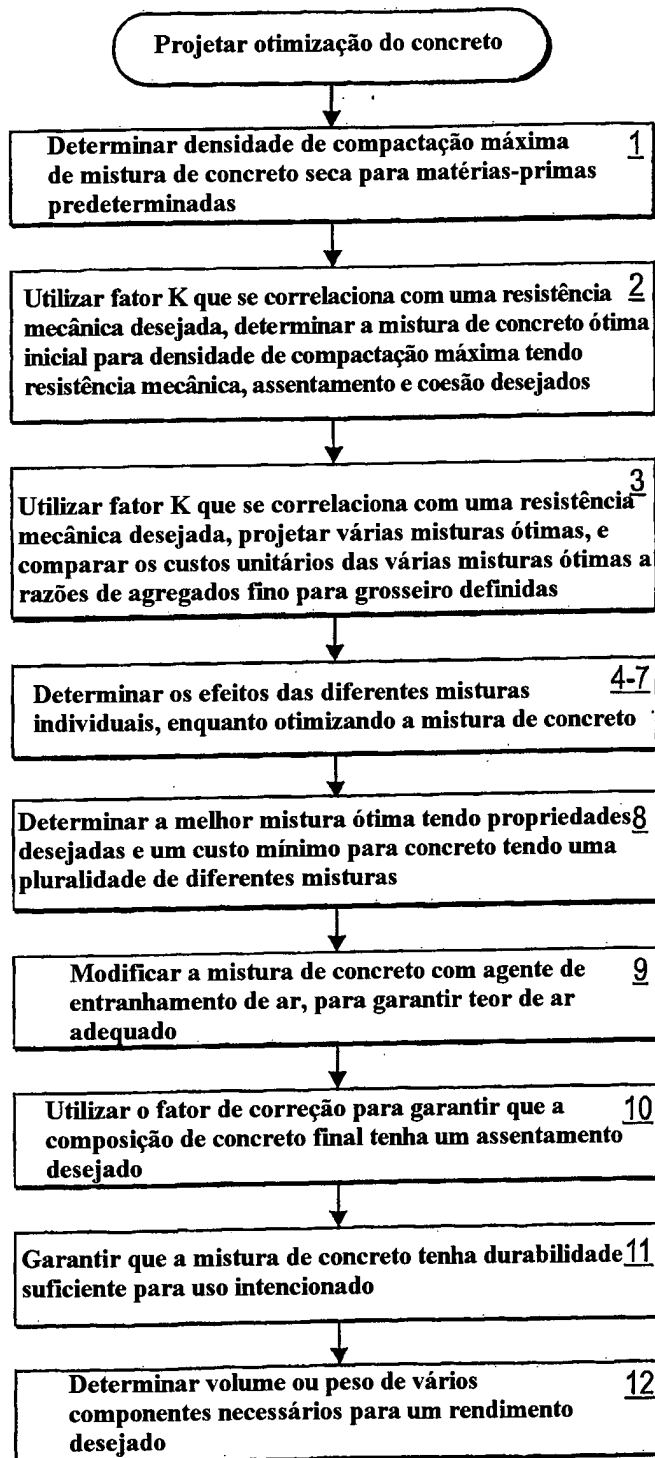 Projetar otimização do concreto
Determinar densidade de compactação máxima 1
de mistura de concreto seca para matérias-primas
predeterminadas
Utilizar fator K que se correlaciona com uma resistência 2
mecânica desejada, determinar a mistura de concreto ótima
inicial para densidade de compactação máxima tendo
resistência mecânica, assentamento e coesão desejados
3
Utilizar fator K que se correlaciona com uma resistência
mecânica desejada, projetar várias misturas ótimas, e
comparar os custos unitários das várias misturas ótimas a
razões de agregados fino para grosseiro definidas
4-7
Determinar os efeitos das diferentes misturas
individuais, enquanto otimizando a mistura de concreto
Determinar a melhor mistura ótima tendo propriedades 8
desejadas e um custo mínimo para concreto tendo uma
pluralidade de diferentes misturas
Modificar a mistura de concreto com agente de 9
entranhamento de ar, para garantir teor de ar
adequado
Utilizar o fator de correção para garantir que a 10
composição de concreto final tenha um assentamento
desejado
Garantir que a mistura de concreto tenha durabilidade 11
suficiente para uso intencionado
Determinar volume ou peso de vários 12
componentes necessários para um rendimento
desejado